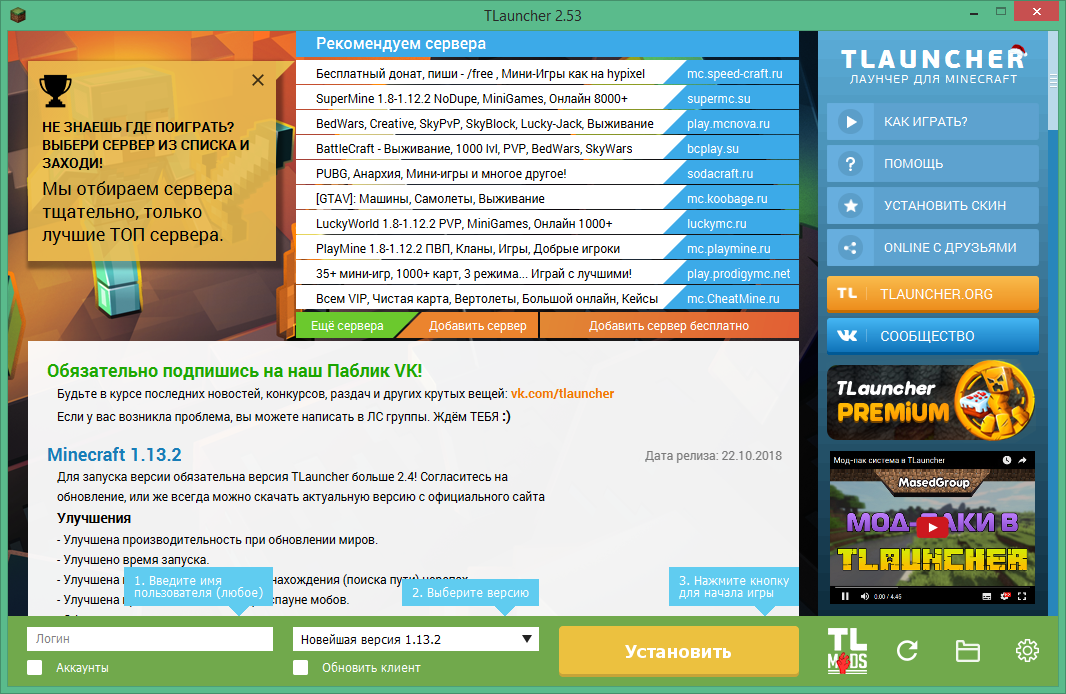 TLauncher 2.53
НЕ ЗНАЕШЬ ГДЕ ПОИГРАТЬ?
ВЫБЕРИ СЕРВЕР ИЗ СПИСКА И
ЗАХОДИ!
Мы отбираем сервера
тщательно, только
лучшие ТОП сервера.
Рекомендуем сервера
Бесплатный донат, пиши - /free , Мини-Игры как на hypixel mc.speed-craft.ru
SuperMine 1.8-1.12.2 NoDupe, MiniGames, Онлайн 8000+ supermc.su
BedWars, Creative, SkyPvP, SkyBlock, Lucky-Jack, Выживание play.mcnova.ru
BattleCraft - Выживание, 1000 lvl, PVP, BedWars, SkyWars bcplay.su
PUBG, Анархия, Мини-игры и многое другое! sodacraft.ru
[GTAV]: Машины, Самолеты, Выживание mc.koobage.ru
LuckyWorld 1.8-1.12.2 PVP, MiniGames, Онлайн 1000+ luckymc.ru
PlayMine 1.8-1.12.2 ПВП, Кланы, Игры, Добрые игроки mc.playmine.ru
35+ мини-игр, 1000+ карт, 3 режима... Играй с лучшими! play.prodigymc.net
Всем VIP, Чистая карта, Вертолеты, Большой онлайн, Кейсы mc.CheatMine.ru
Ещё сервера Добавить сервер Добавить сервер бесплатно
Обязательно подпишись на наш Паблик VK!
Будьте в курсе последних новостей, конкурсов, раздач и других крутых вещей: vk.com/tlauncher
Если у вас возникла проблема, вы можете написать в ЛС группы. Ждём ТЕБЯ :)
Minecraft 1.13.2 Дата релиза: 22.10.2018
Для запуска версии обязательна версия TLauncher больше 2.4! Согласитесь на
обновление, или же всегда можно скачать актуальную версию с официального сайта
Улучшения
- Улучшена производительность при обновлении миров.
- Улучшено время запуска.
- Улучшена нахождения (поиска пути) черепах.
- Улучшена спауне мобов.
1. Введите имя
пользователя (любое)
2. Выберите версию
3. Нажмите кнопку
для начала игры
Логин
Аккаунты
Новейшая версия 1.13.2
Обновить клиент
Установить
TL
MODS
TLAUNCHER
ЛАУНЧЕР ДЛЯ MINECRAFT
КАК ИГРАТЬ?
? ПОМОЩЬ
УСТАНОВИТЬ СКИН
ONLINE С ДРУЗЬЯМИ
TL TLAUNCHER.ORG
СООБЩЕСТВО
TLauncher
PREMIUM
Мод-пак система в TLauncher
MasedGroup
МОД-ПАКИ В
TLAUNCHER
0:00 / 4:45